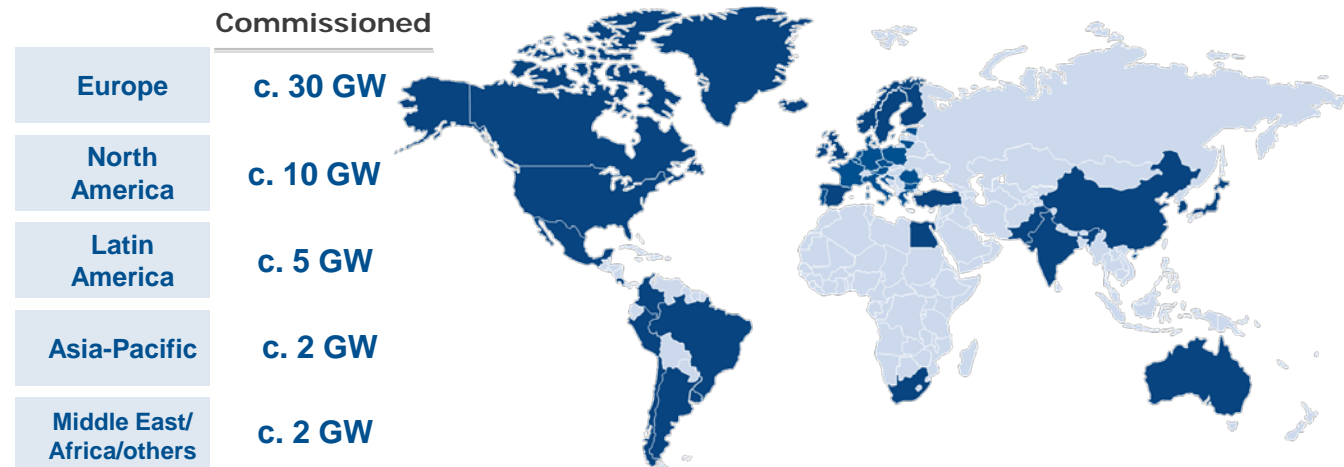 Commissioned
Europe
c. 30 GW
North
America
c. 10 GW
Latin
America
c. 5 GW
Asia-Pacific
c. 2 GW
Middle East/
Africa/others
c. 2 GW